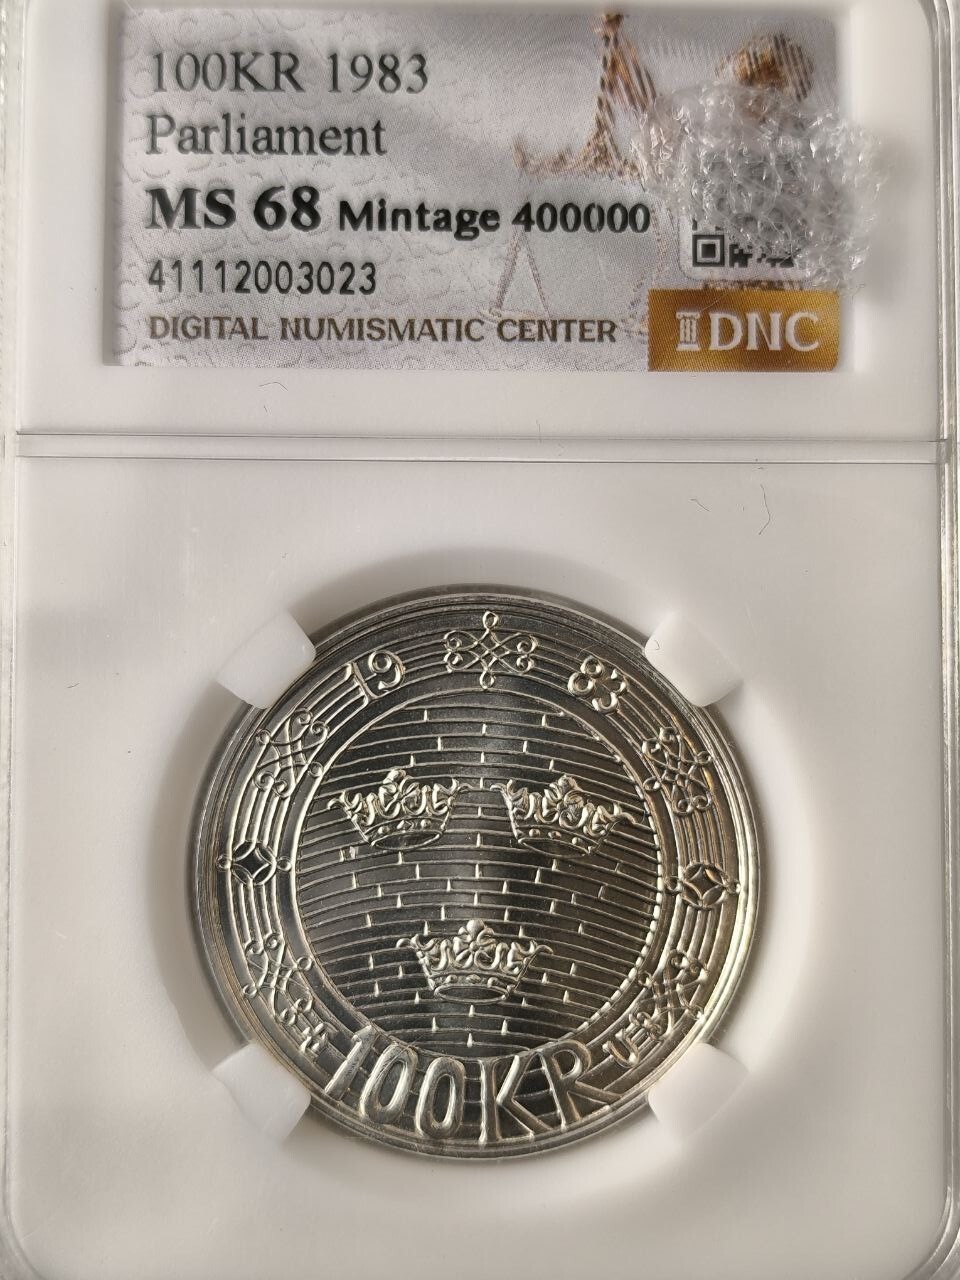 100KR 1983
Parliament
MS 68 Mintage 400000
41112003023
DIGITAL NUMISMATIC CENTER
DNC
19 83
100KR
U